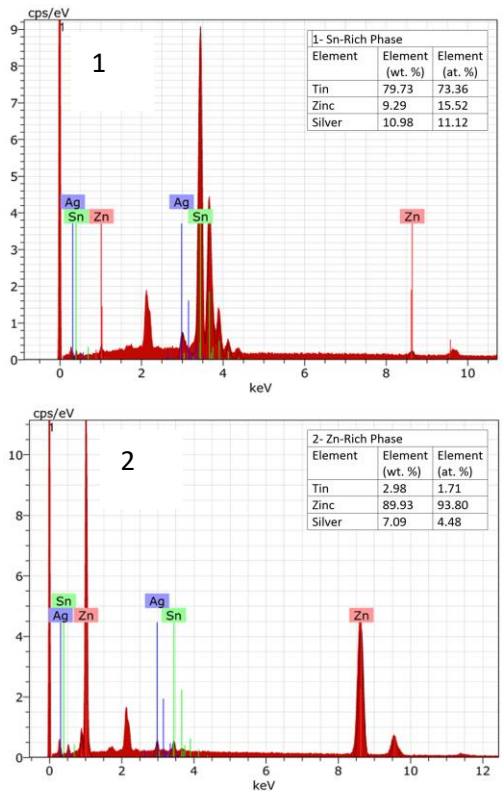 cps/eV
1
9
8
7
6
5
4
3
2
1
0
1
1- Sn-Rich Phase
Element Element (wt. %) Element (at. %)
Tin 79.73 73.36
Zinc 9.29 15.52
Silver 10.98 11.12
Ag Ag
Sn Zn Sn Zn
0 2 4 6 8 10
keV
cps/eV
1
10
8
6
4
2
0
2
2- Zn-Rich Phase
Element Element (wt. %) Element (at. %)
Tin 2.98 1.71
Zinc 89.93 93.80
Silver 7.09 4.48
Sn Ag
Ag Zn Sn Zn
0 2 4 6 8 10 12
keV